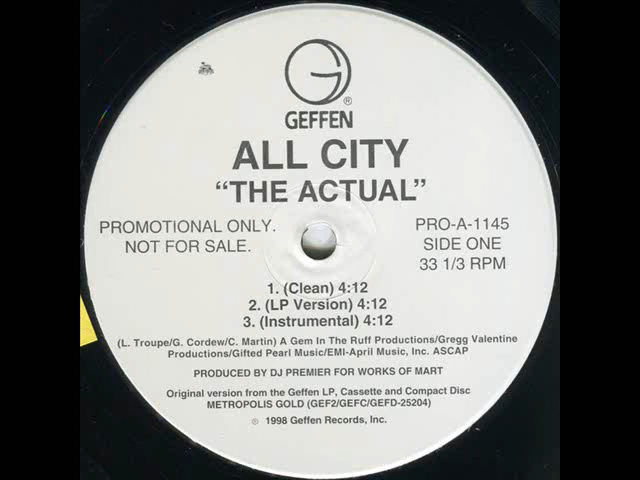 ®
GEFFEN
ALL CITY
"THE ACTUAL"
PROMOTIONAL ONLY.
NOT FOR SALE.
PRO-A-1145
SIDE ONE
33 1/3 RPM
1. (Clean) 4:12
2. (LP Version) 4:12
3. (Instrumental) 4:12
(L. Troupe/G. Cordew/C. Martin) A Gem In The Ruff Productions/Gregg Valentine
Productions/Gifted Pearl Music/EMI-April Music, Inc. ASCAP
PRODUCED BY DJ PREMIER FOR WORKS OF MART
Original version from the Geffen LP, Cassette and Compact Disc
METROPOLIS GOLD (GEF2/GEFC/GEFD-25204)
℗ 1998 Geffen Records, Inc.